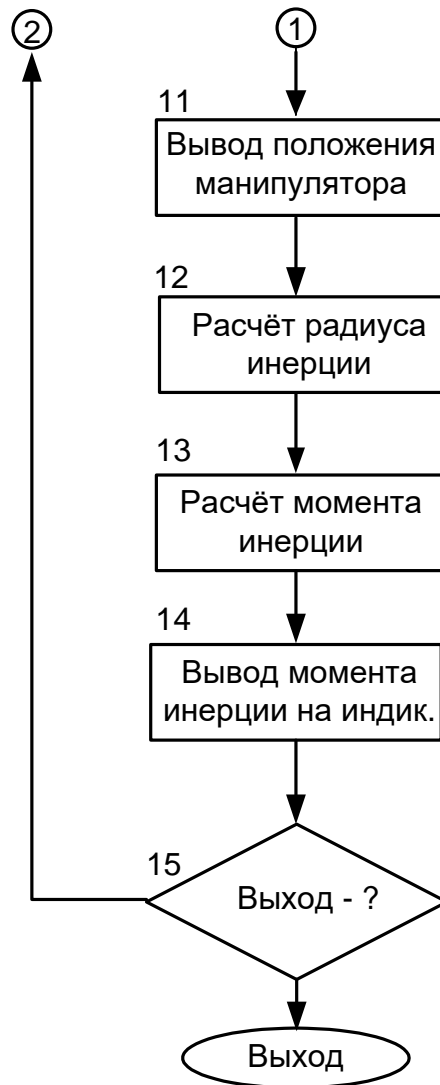 2
1
11
Вывод положения
манипулятора
12
Расчёт радиуса
инерции
13
Расчёт момента
инерции
14
Вывод момента
инерции на индик.
15
Выход - ?
Выход